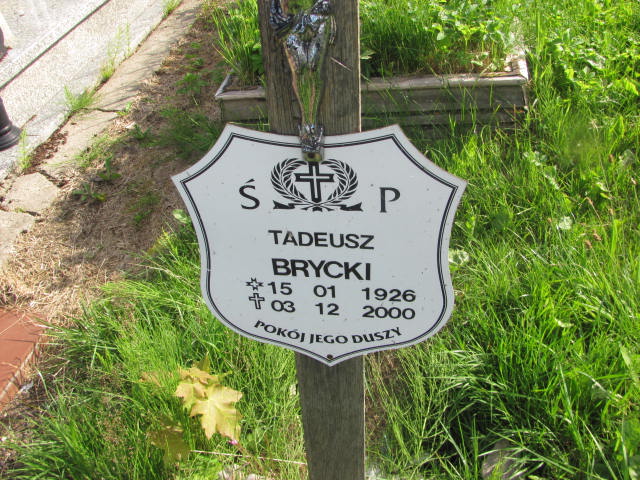 Ś P
TADEUSZ
BRYCKI
15 01 1926
03 12 2000
POKÓJ JEGO DUSZY